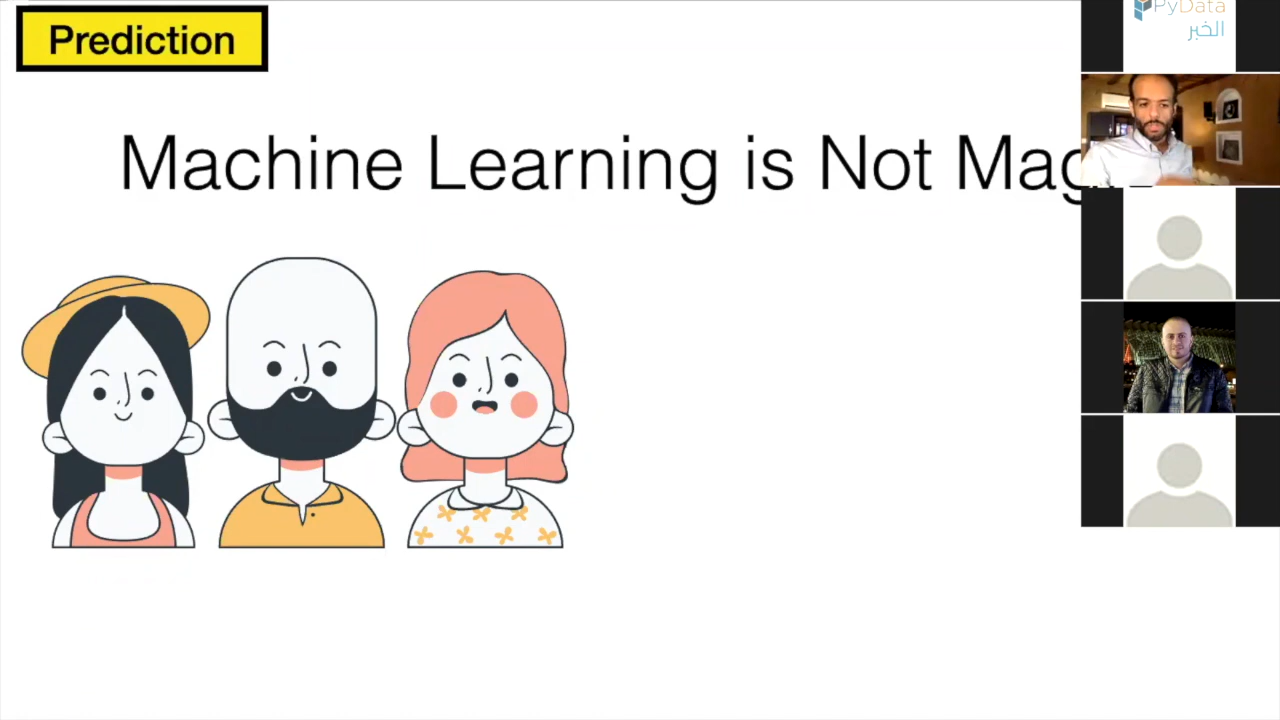 Prediction
Machine Learning is Not Mag
PyData
الخبر